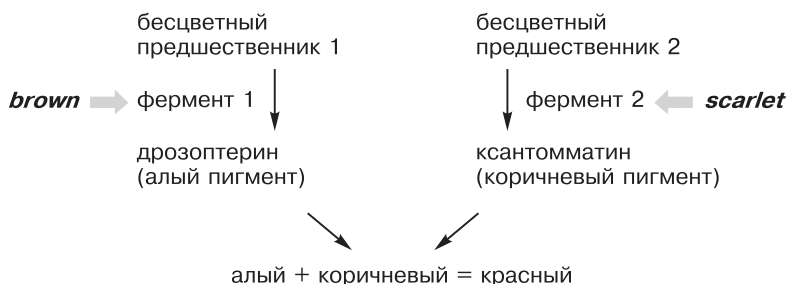 бесцветный
предшественник 1
бесцветный
предшественник 2
brown
фермент 1
фермент 2
scarlet
дрозоптерин
(алый пигмент)
ксантомматин
(коричневый пигмент)
алый + коричневый = красный